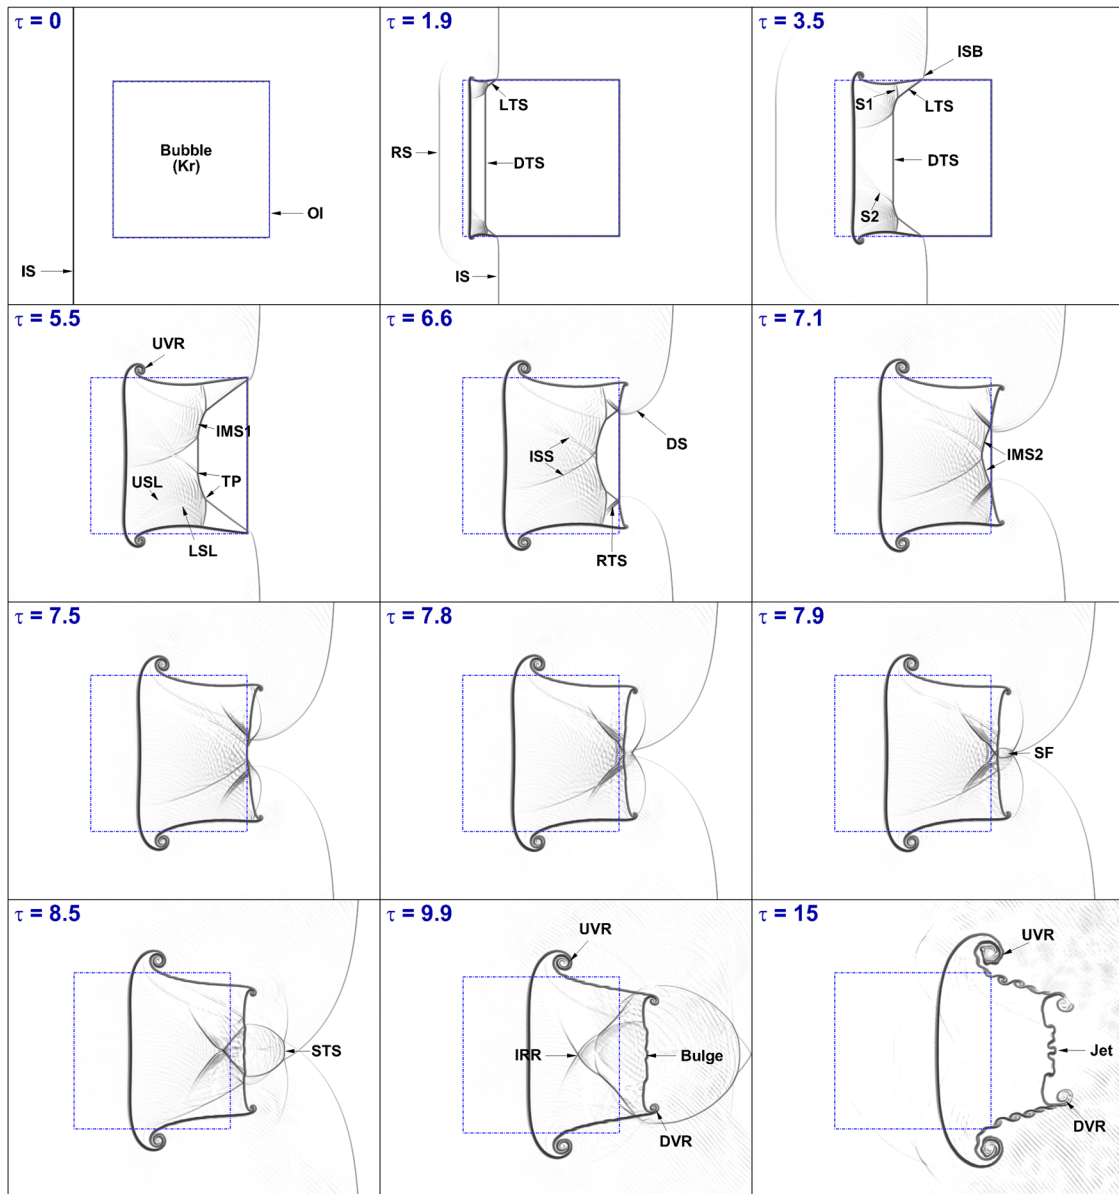 τ = 0
Bubble
(Kr)
OI
IS
τ = 1.9
LTS
RS
DTS
IS
τ = 3.5
ISB
S1
LTS
DTS
S2
τ = 5.5
UVR
IMS1
USL
TP
LSL
τ = 6.6
DS
ISS
RTS
τ = 7.1
IMS2
τ = 7.5
τ = 7.8
τ = 7.9
SF
τ = 8.5
STS
τ = 9.9
UVR
IRR
Bulge
DVR
τ = 15
UVR
Jet
DVR